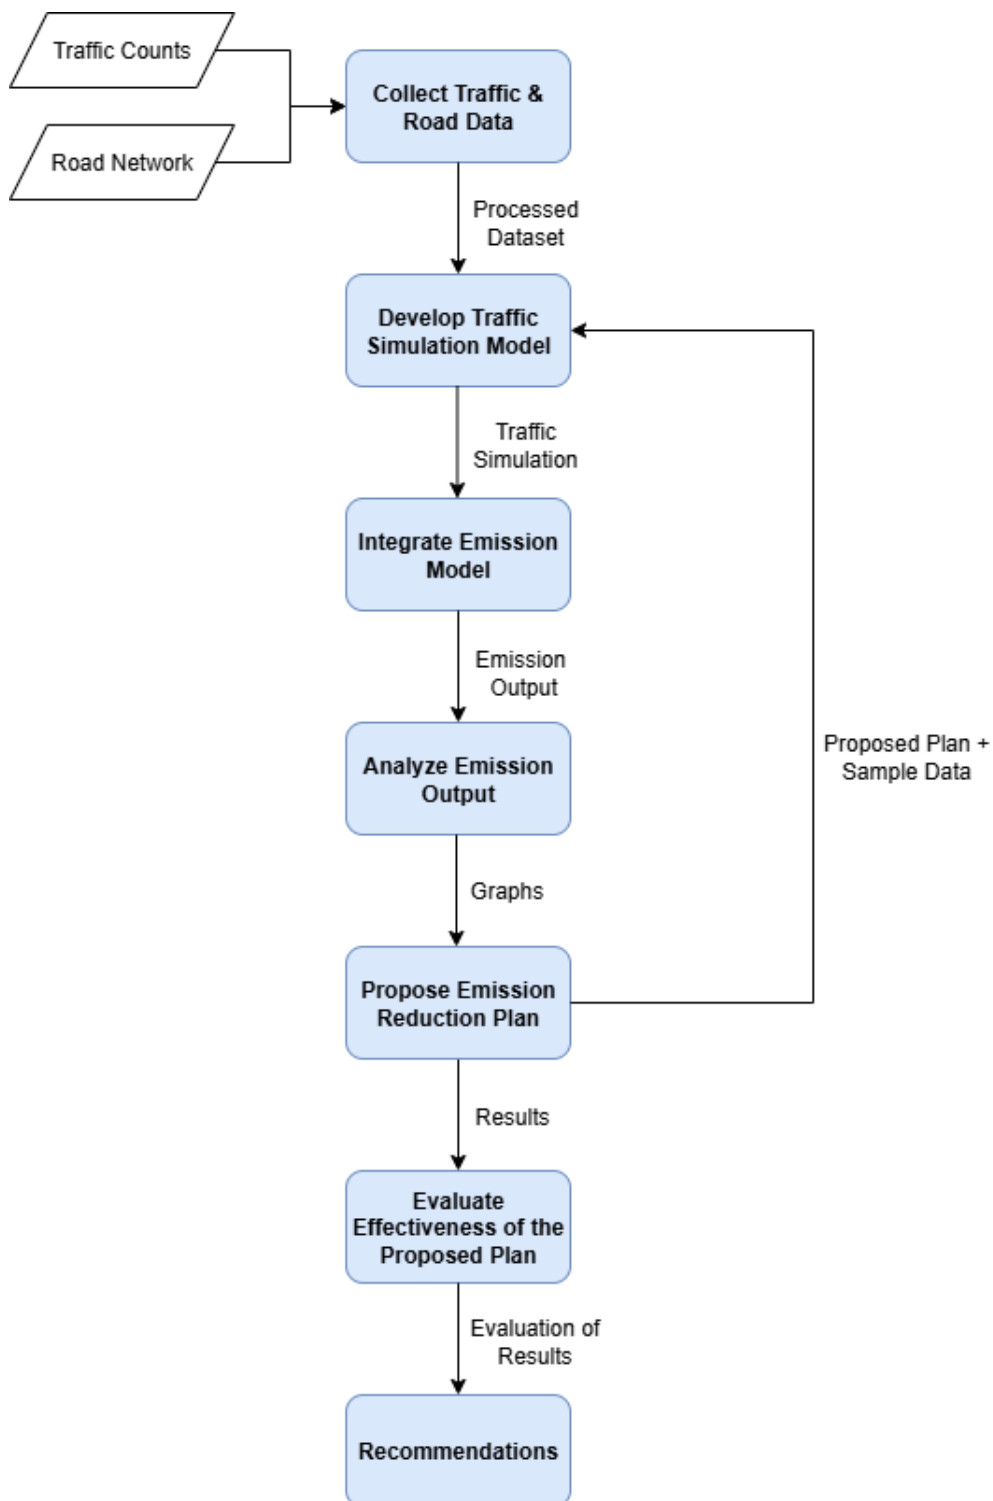 Traffic Counts
Road Network
Collect Traffic &
Road Data
Processed
Dataset
Develop Traffic
Simulation Model
Traffic
Simulation
Integrate Emission
Model
Emission
Output
Analyze Emission
Output
Proposed Plan +
Sample Data
Graphs
Propose Emission
Reduction Plan
Results
Evaluate
Effectiveness of the
Proposed Plan
Evaluation of
Results
Recommendations